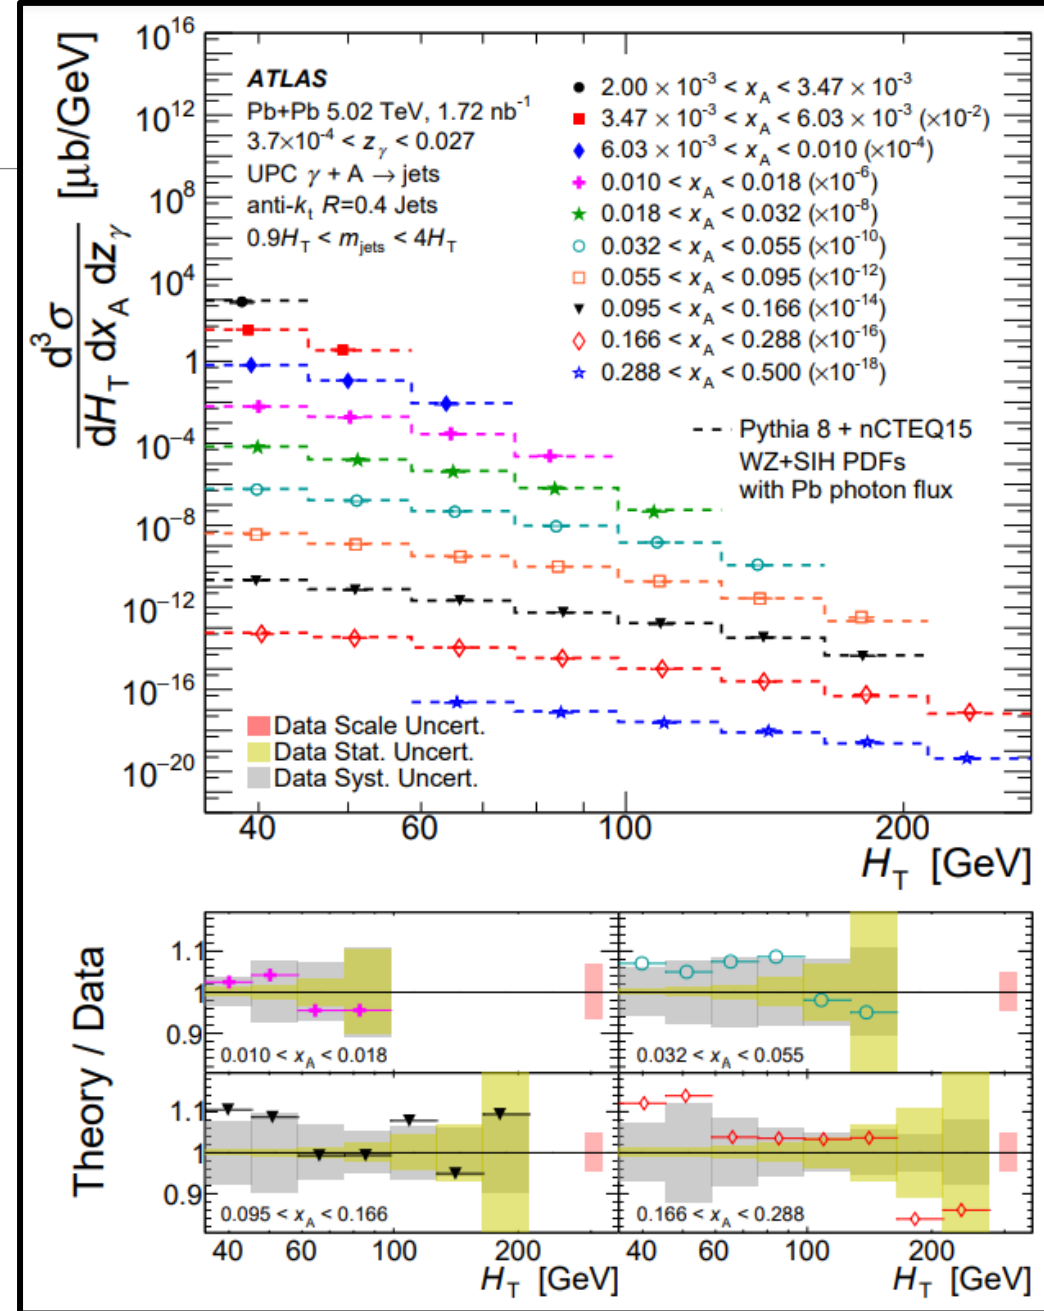 ATLAS
Pb+Pb 5.02 TeV, 1.72 nb⁻¹
3.7×10⁻⁴ < z_γ < 0.027
UPC γ + A → jets
anti-k_t R=0.4 Jets
0.9H_T < m_jets < 4H_T
2.00 × 10⁻³ < x_A < 3.47 × 10⁻³
3.47 × 10⁻³ < x_A < 6.03 × 10⁻³ (×10⁻²)
6.03 × 10⁻³ < x_A < 0.010 (×10⁻⁴)
0.010 < x_A < 0.018 (×10⁻⁶)
0.018 < x_A < 0.032 (×10⁻⁸)
0.032 < x_A < 0.055 (×10⁻¹⁰)
0.055 < x_A < 0.095 (×10⁻¹²)
0.095 < x_A < 0.166 (×10⁻¹⁴)
0.166 < x_A < 0.288 (×10⁻¹⁶)
0.288 < x_A < 0.500 (×10⁻¹⁸)
Pythia 8 + nCTEQ15
WZ+SIH PDFs
with Pb photon flux
Data Scale Uncert.
Data Stat. Uncert.
Data Syst. Uncert.
d³σ
dH_T dx_A dz_γ [μb/GeV]
10¹⁶
10¹²
10⁸
10⁴
1
10⁻⁴
10⁻⁸
10⁻¹²
10⁻¹⁶
10⁻²⁰
40 60 100 200
H_T [GeV]
Theory / Data
1.1
1
0.9
0.010 < x_A < 0.018
0.032 < x_A < 0.055
1.1
1
0.9
0.095 < x_A < 0.166
0.166 < x_A < 0.288
40 60 100 200
40 60 100 200
H_T [GeV]
H_T [GeV]